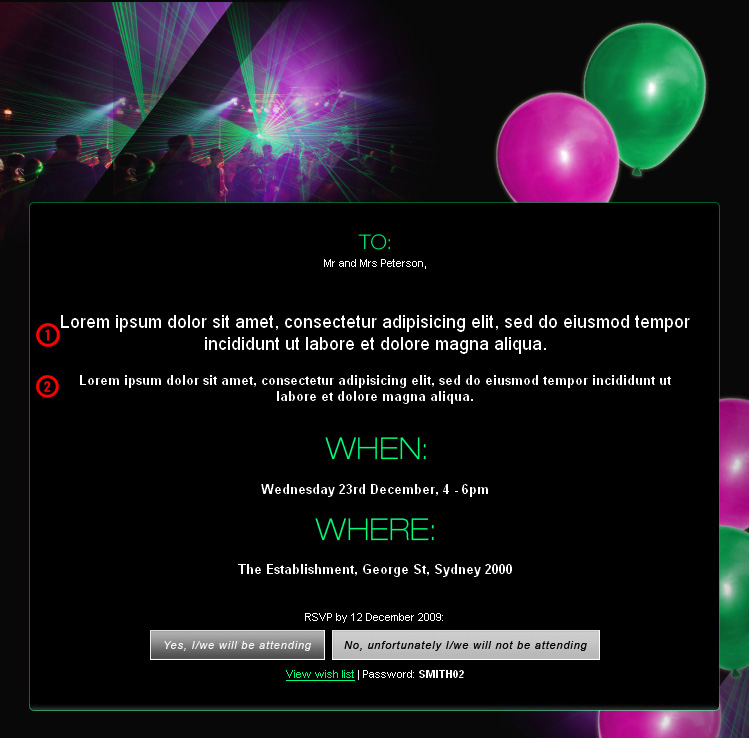 TO:
Mr and Mrs Peterson,
1 Lorem ipsum dolor sit amet, consectetur adipisicing elit, sed do eiusmod tempor
incididunt ut labore et dolore magna aliqua.
2 Lorem ipsum dolor sit amet, consectetur adipisicing elit, sed do eiusmod tempor incididunt ut
labore et dolore magna aliqua.
WHEN:
Wednesday 23rd December, 4 - 6pm
WHERE:
The Establishment, George St, Sydney 2000
RSVP by 12 December 2009:
Yes, I/we will be attending No, unfortunately I/we will not be attending
View wish list | Password: SMITH02